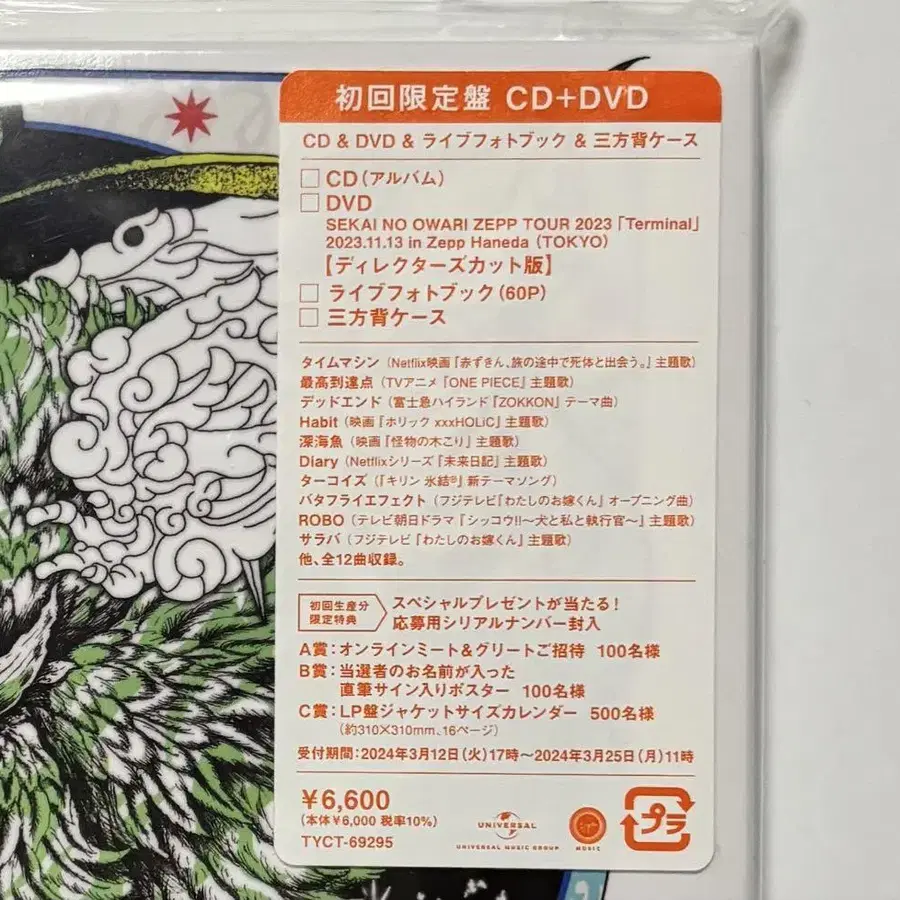 初回限定盤 CD+DVD
CD & DVD & ライブフォトブック & 三方背ケース
□ CD(アルバム)
□ DVD
SEKAI NO OWARI ZEPP TOUR 2023「Terminal」
2023.11.13 in Zepp Haneda (TOKYO)
【ディレクターズカット版】
□ ライブフォトブック(60P)
□ 三方背ケース
タイムマシン (Netflix映画『赤ずきん、旅の途中で死体と出会う。』主題歌)
最高到達点 (TVアニメ『ONE PIECE』主題歌)
デッドエンド (富士急ハイランド『ZOKKON』テーマ曲)
Habit (映画『ホリック xxxHOLiC』主題歌)
深海魚 (映画『怪物の木こり』主題歌)
Diary (Netflixシリーズ『未来日記』主題歌)
ターコイズ (『キリン 氷結®』新テーマソング)
バタフライエフェクト (フジテレビ『わたしのお嫁くん』オープニング曲)
ROBO (テレビ朝日ドラマ『シッコウ!!〜犬と私と執行官〜』主題歌)
サラバ (フジテレビ『わたしのお嫁くん』主題歌)
他、全12曲収録。
初回生産分
限定特典
スペシャルプレゼントが当たる!
応募用シリアルナンバー封入
A賞:オンラインミート&グリートご招待 100名様
B賞:当選者のお名前が入った
直筆サイン入りポスター 100名様
C賞:LP盤ジャケットサイズカレンダー 500名様
(約310×310mm、16ページ)
受付期間:2024年3月12日(火)17時〜2024年3月25日(月)11時
¥6,600
(本体¥6,000 税率10%)
TYCT-69295
UNIVERSAL
UNIVERSAL MUSIC GROUP
MUSIC
プラ